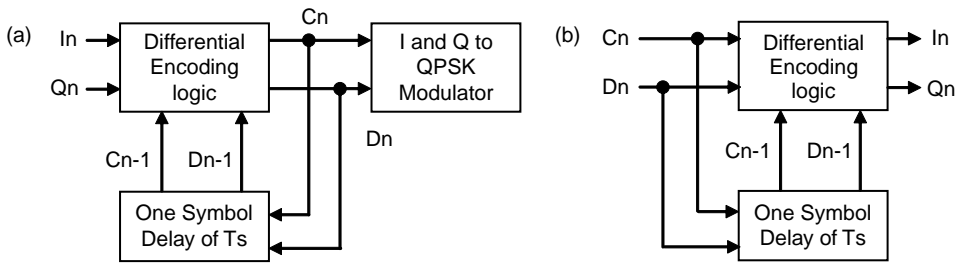 (a)
In
Qn
Differential
Encoding
logic
Cn
I and Q to
QPSK
Modulator
Dn
Cn-1
Dn-1
One Symbol
Delay of Ts
(b)
Cn
Dn
Differential
Encoding
logic
In
Qn
Cn-1
Dn-1
One Symbol
Delay of Ts